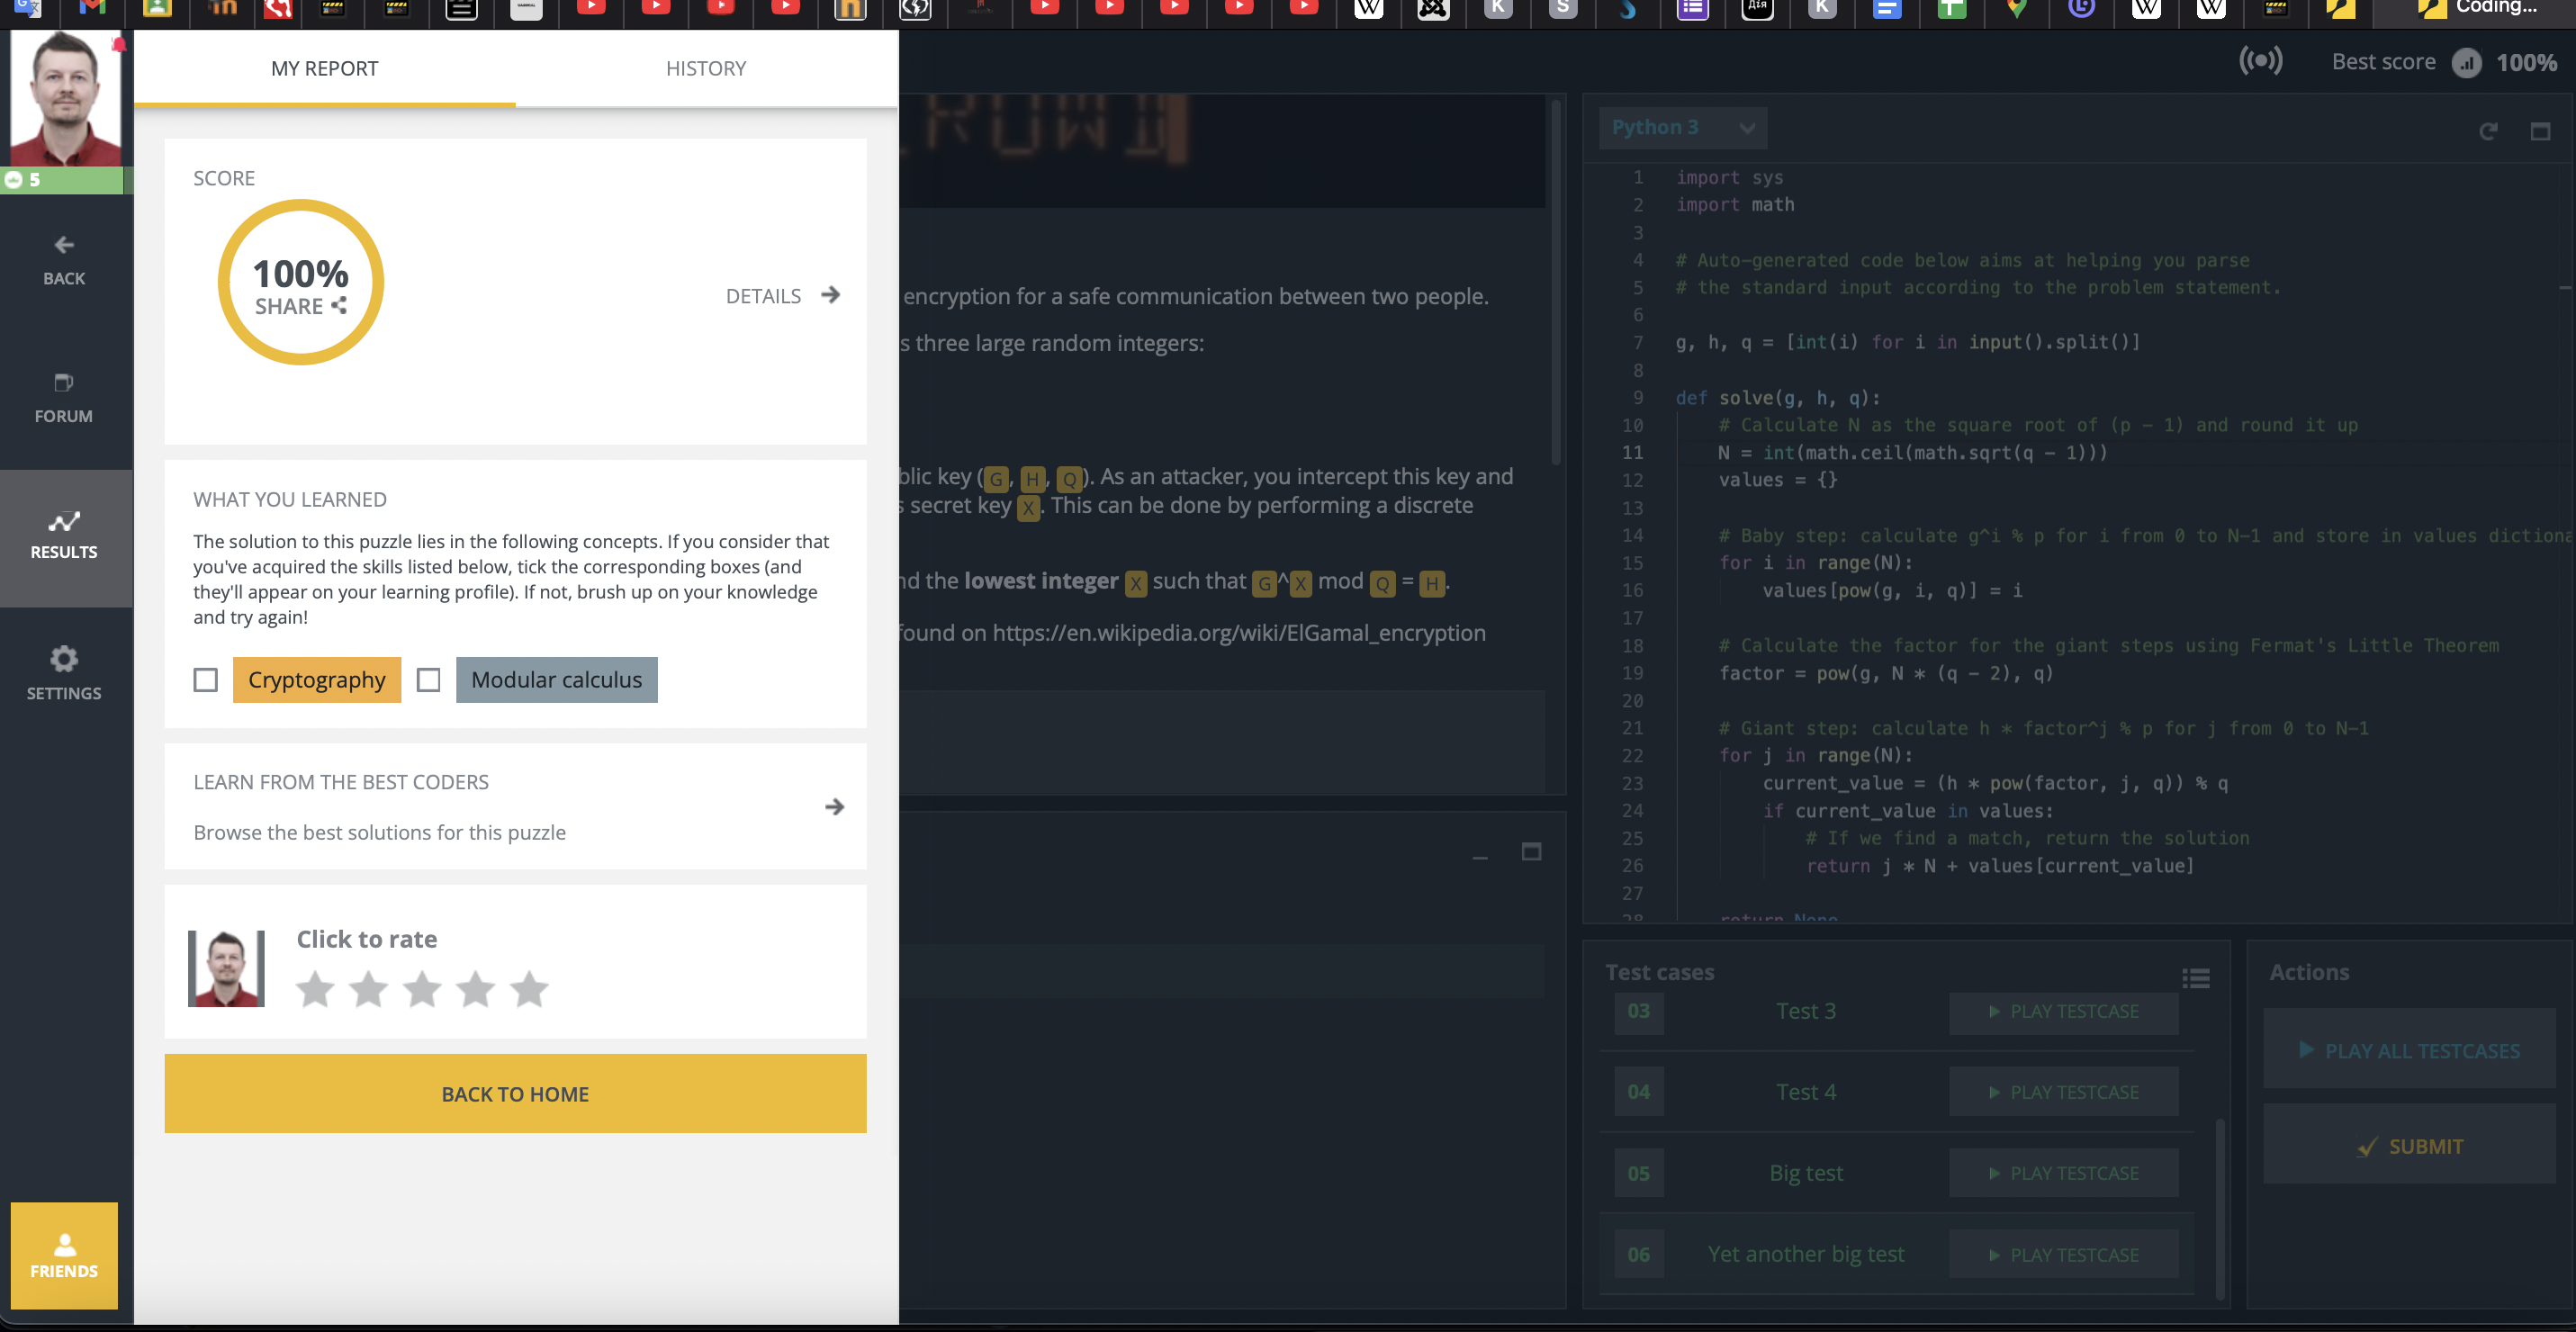 Coding...
5
BACK
FORUM
RESULTS
SETTINGS
FRIENDS
MY REPORT
HISTORY
SCORE
100%
SHARE
DETAILS
WHAT YOU LEARNED
The solution to this puzzle lies in the following concepts. If you consider that
you've acquired the skills listed below, tick the corresponding boxes (and
they'll appear on your learning profile). If not, brush up on your knowledge
and try again!
Cryptography
Modular calculus
LEARN FROM THE BEST CODERS
Browse the best solutions for this puzzle
Click to rate
BACK TO HOME
encryption for a safe communication between two people.
s three large random integers:
blic key (G, H, Q). As an attacker, you intercept this key and
s secret key X. This can be done by performing a discrete
nd the lowest integer X such that G^X mod Q = H.
found on https://en.wikipedia.org/wiki/ElGamal_encryption
Best score 100%
Python 3
1 import sys
2 import math
3
4 # Auto-generated code below aims at helping you parse
5 # the standard input according to the problem statement.
6
7 g, h, q = [int(i) for i in input().split()]
8
9 def solve(g, h, q):
10 # Calculate N as the square root of (p - 1) and round it up
11 N = int(math.ceil(math.sqrt(q - 1)))
12 values = {}
13
14 # Baby step: calculate g^i % p for i from 0 to N-1 and store in values dictiona
15 for i in range(N):
16 values[pow(g, i, q)] = i
17
18 # Calculate the factor for the giant steps using Fermat's Little Theorem
19 factor = pow(g, N * (q - 2), q)
20
21 # Giant step: calculate h * factor^j % p for j from 0 to N-1
22 for j in range(N):
23 current_value = (h * pow(factor, j, q)) % q
24 if current_value in values:
25 # If we find a match, return the solution
26 return j * N + values[current_value]
27
28 return None
Test cases
03 Test 3 PLAY TESTCASE
04 Test 4 PLAY TESTCASE
05 Big test PLAY TESTCASE
06 Yet another big test PLAY TESTCASE
Actions
PLAY ALL TESTCASES
SUBMIT